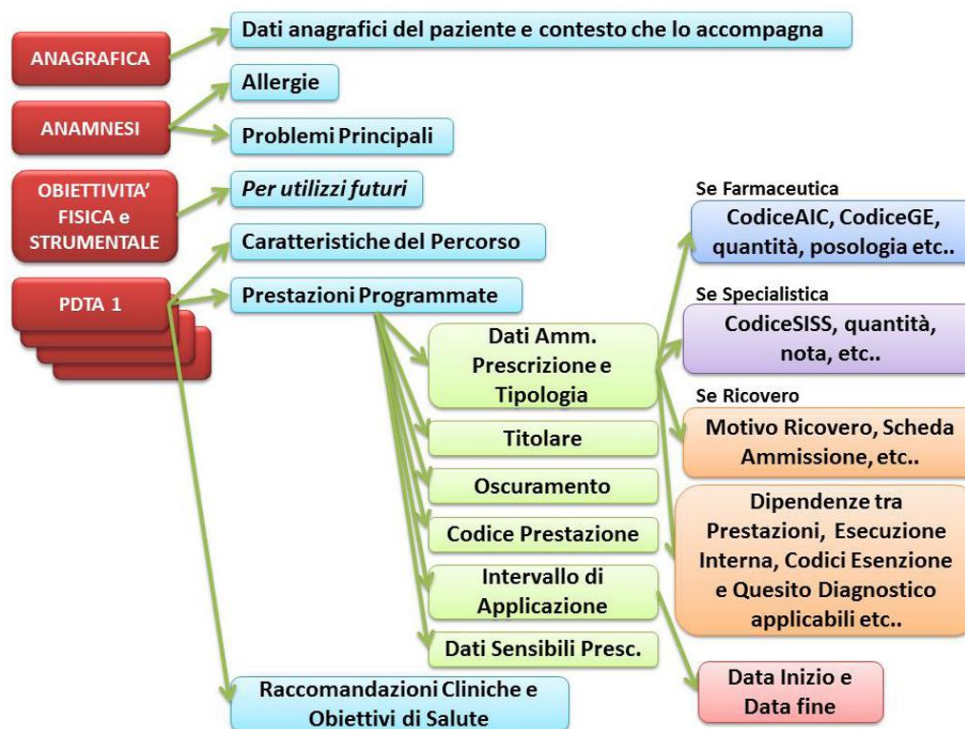 ANAGRAFICA
Dati anagrafici del paziente e contesto che lo accompagna
ANAMNESI
Allergie
Problemi Principali
OBIETTIVITA'
FISICA e
STRUMENTALE
Per utilizzi futuri
PDTA 1
Caratteristiche del Percorso
Prestazioni Programmate
Dati Amm.
Prescrizione e
Tipologia
Titolare
Oscuramento
Codice Prestazione
Intervallo di
Applicazione
Dati Sensibili Presc.
Raccomandazioni Cliniche e
Obiettivi di Salute
Se Farmaceutica
CodiceAIC, CodiceGE,
quantità, posologia etc..
Se Specialistica
CodiceSISS, quantità,
nota, etc..
Se Ricovero
Motivo Ricovero, Scheda
Ammissione, etc..
Dipendenze tra
Prestazioni, Esecuzione
Interna, Codici Esenzione
e Quesito Diagnostico
applicabili etc..
Data Inizio e
Data fine